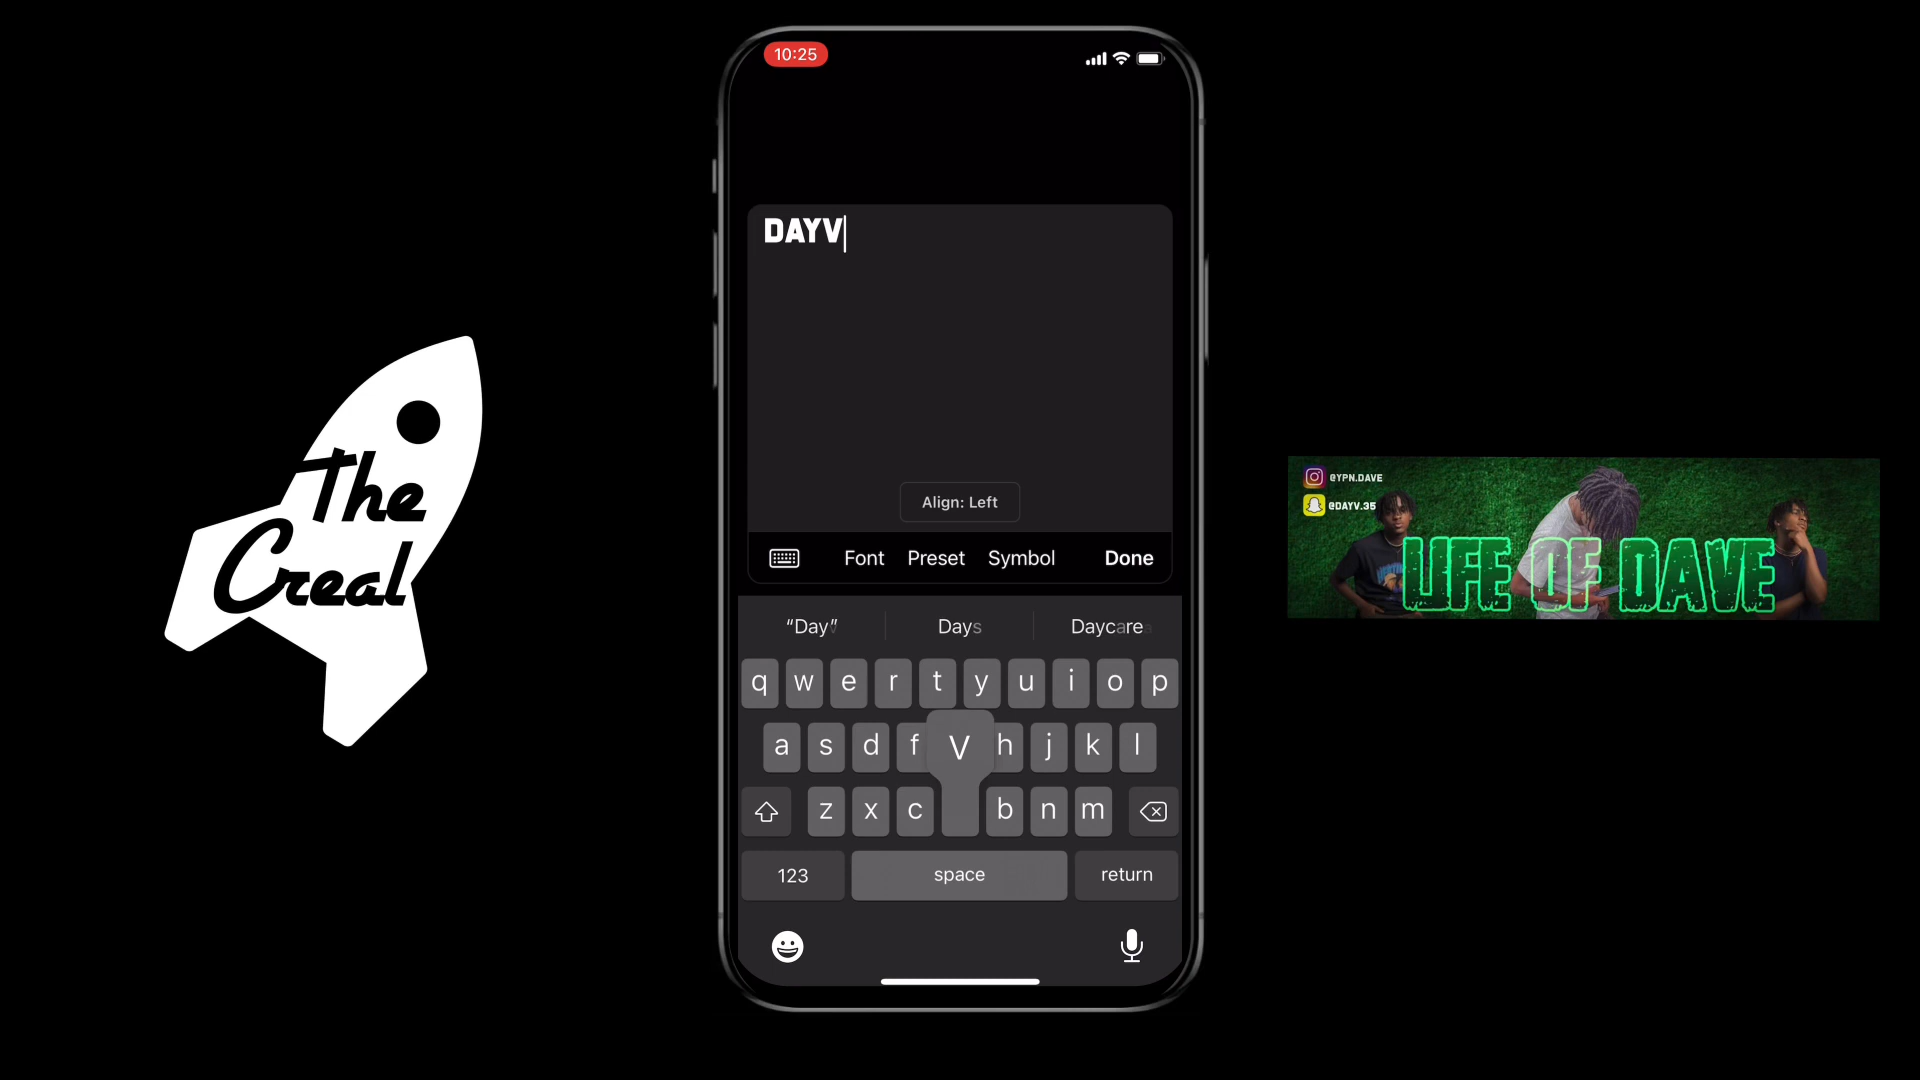 The
Creal
10:25
DAYV
Align: Left
Font Preset Symbol Done
“Day” Days Daycare
q w e r t y u i o p
a s d f V h j k l
z x c b n m
123 space return
@YPN.DAVE
@DAYV.35
LIFE OF DAVE